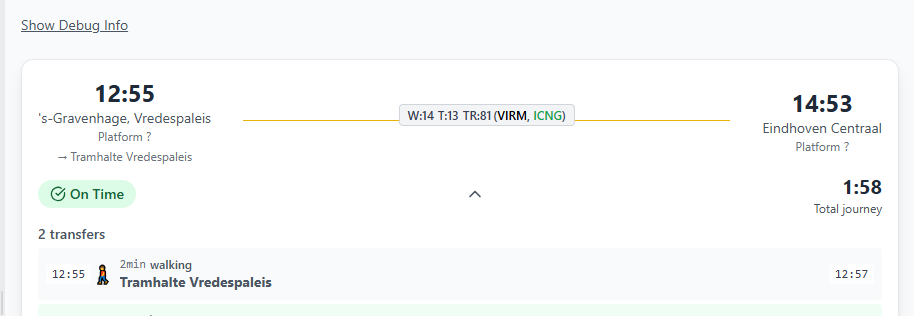 Show Debug Info
12:55
's-Gravenhage, Vredespaleis
Platform ?
→ Tramhalte Vredespaleis
W:14 T:13 TR:81 (VIRM, ICNG)
14:53
Eindhoven Centraal
Platform ?
On Time
1:58
Total journey
2 transfers
12:55
2min walking
Tramhalte Vredespaleis
12:57